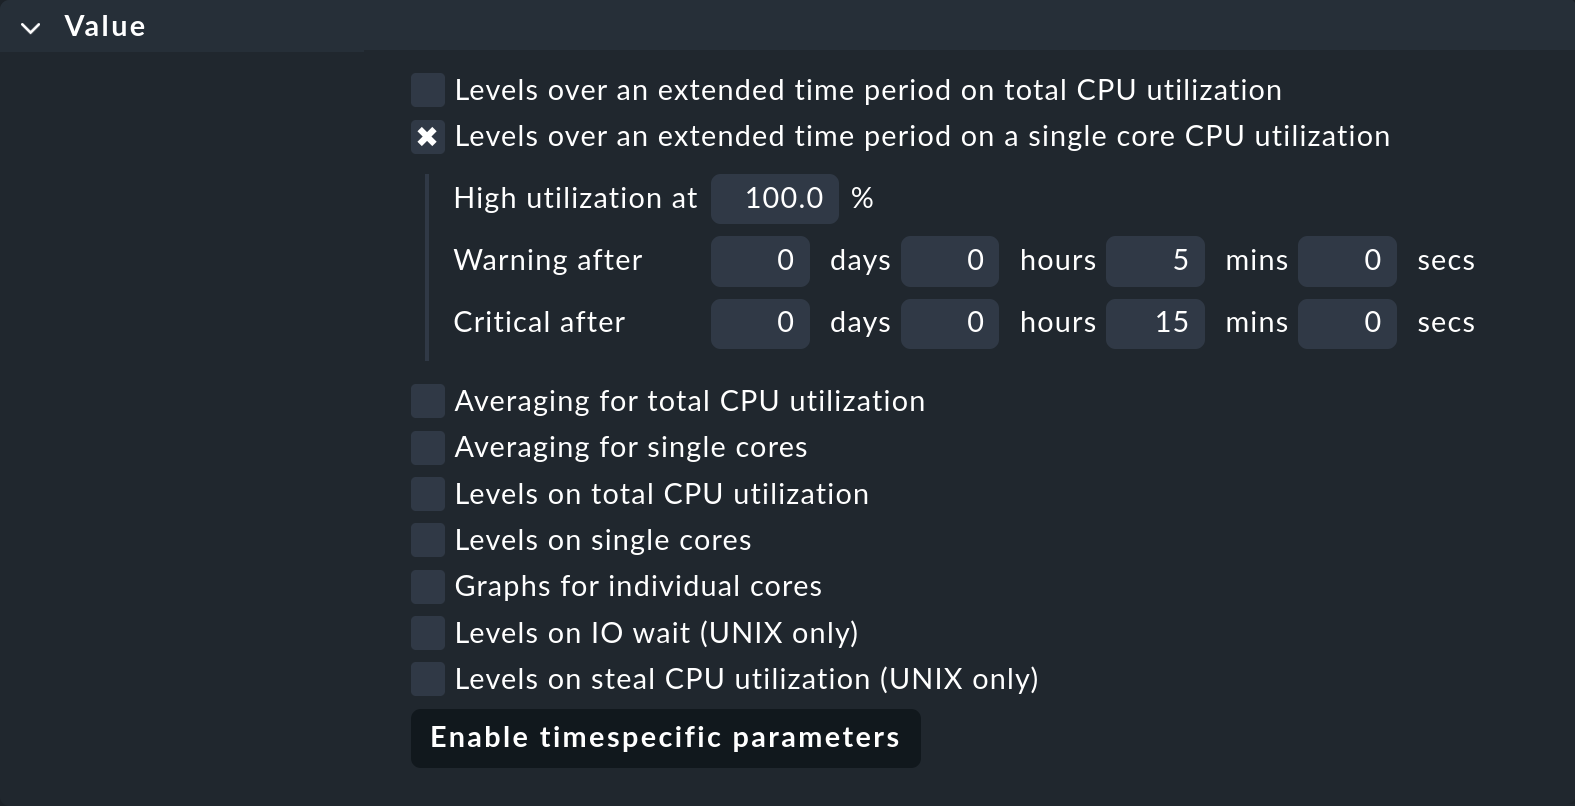 Value
Levels over an extended time period on total CPU utilization
Levels over an extended time period on a single core CPU utilization
High utilization at 100.0 %
Warning after 0 days 0 hours 5 mins 0 secs
Critical after 0 days 0 hours 15 mins 0 secs
Averaging for total CPU utilization
Averaging for single cores
Levels on total CPU utilization
Levels on single cores
Graphs for individual cores
Levels on IO wait (UNIX only)
Levels on steal CPU utilization (UNIX only)
Enable timespecific parameters